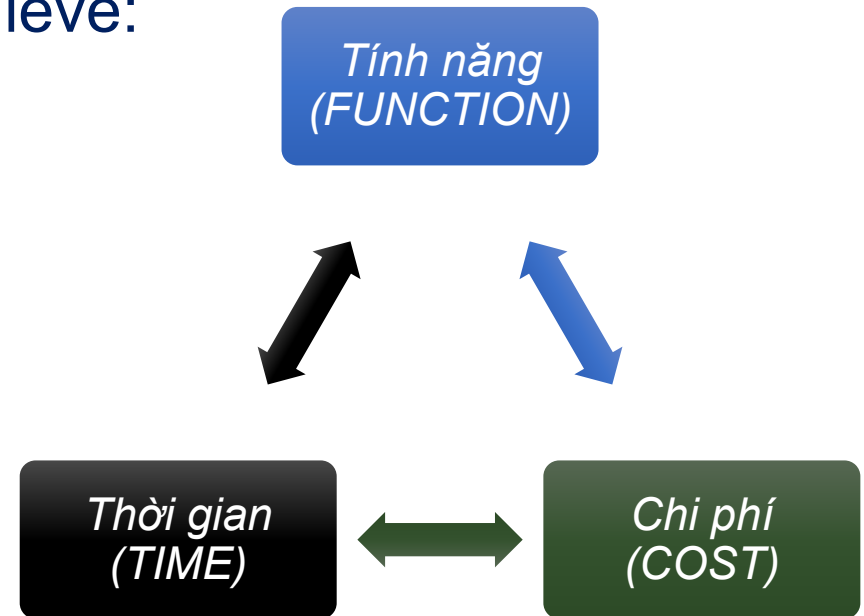 ieve:
Tính năng
(FUNCTION)
Thời gian
(TIME)
Chi phí
(COST)